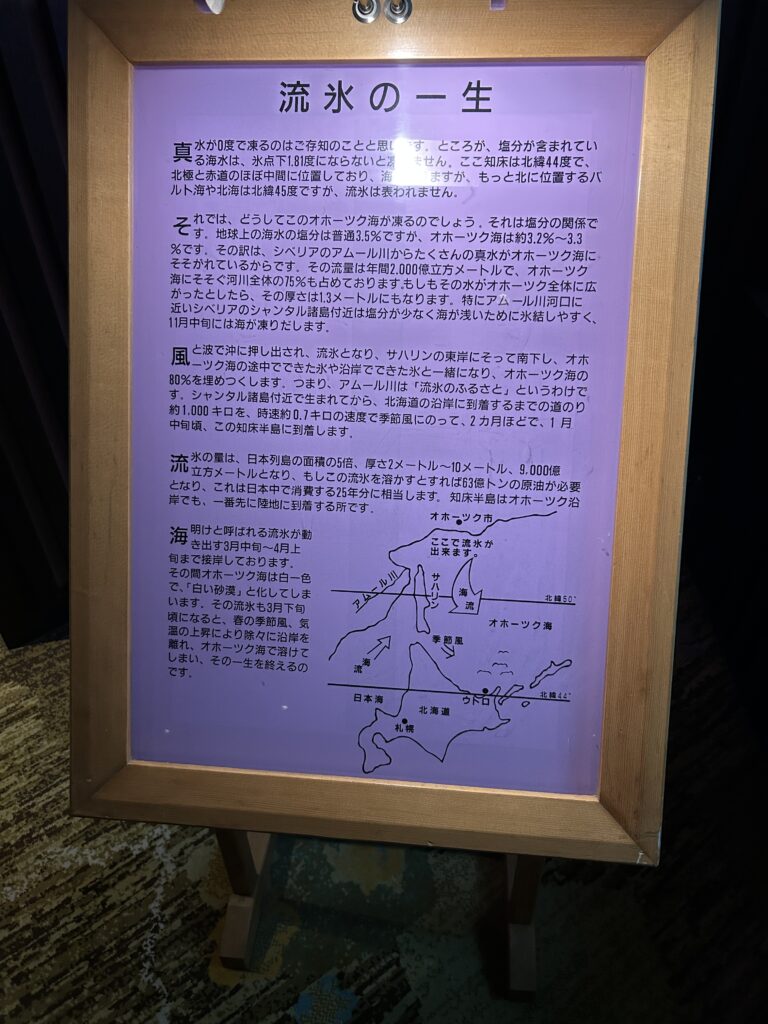 流氷の一生
真水が0度で凍るのはご存知のことと思います。ところが、塩分が含まれてい
る海水は、氷点下1.81度にならないと凍りません。ここ知床は北緯44度で、
北極と赤道のほぼ中間に位置しており、海 ますが、もっと北に位置するバ
ルト海や北海は北緯45度ですが、流氷は表われません。
それでは、どうしてこのオホーツク海が凍るのでしょう。それは塩分の関係で
す。地球上の海水の塩分は普通3.5%ですが、オホーツク海は約3.2%〜3.3
%です。その訳は、シベリアのアムール川からたくさんの真水がオホーツク海に
そそがれているからです。その流量は年間2,000億立方メートルで、オホーツク
海にそそぐ河川全体の75%も占めております.もしもその水がオホーツク全体に広
がったとしたら、その厚さは1.3メートルにもなります。特にアムール川河口に
近いシベリアのシャンタル諸島付近は塩分が少なく海が浅いために氷結しやすく、
11月中旬には海が凍りだします。
風と波で沖に押し出され、流氷となり、サハリンの東岸にそって南下し、オホ
ーツク海の途中でできた氷や沿岸でできた氷と一緒になり、オホーツク海の
80%を埋めつくします。つまり、アムール川は「流氷のふるさと」というわけで
す。シャンタル諸島付近で生まれてから、北海道の沿岸に到着するまでの道のり
約1,000キロを、時速約0.7キロの速度で季節風にのって、2カ月ほどで、1月
中旬頃、この知床半島に到着します。
流氷の量は、日本列島の面積の5倍、厚さ2メートル〜10メートル、9,000億
立方メートルとなり、もしこの流氷を溶かすとすれば63億トンの原油が必要
となり、これは日本中で消費する25年分に相当します。知床半島はオホーツク沿
岸でも、一番先に陸地に到着する所です。
海明けと呼ばれる流氷が動
き出す3月中旬〜4月上
旬まで接岸しております。
その間オホーツク海は白一色
で、「白い砂漠」と化してしま
います。その流氷も3月下旬
頃になると、春の季節風、気
温の上昇により除々に沿岸を
離れ、オホーツク海で溶けて
しまい、その一生を終えるの
です。
オホーツク市
ここで流氷が
出来ます。
アムール川
サハリン
海流
北緯50°
オホーツク海
季節風
海流
日本海
北海道
ウトロ
北緯44°
札幌